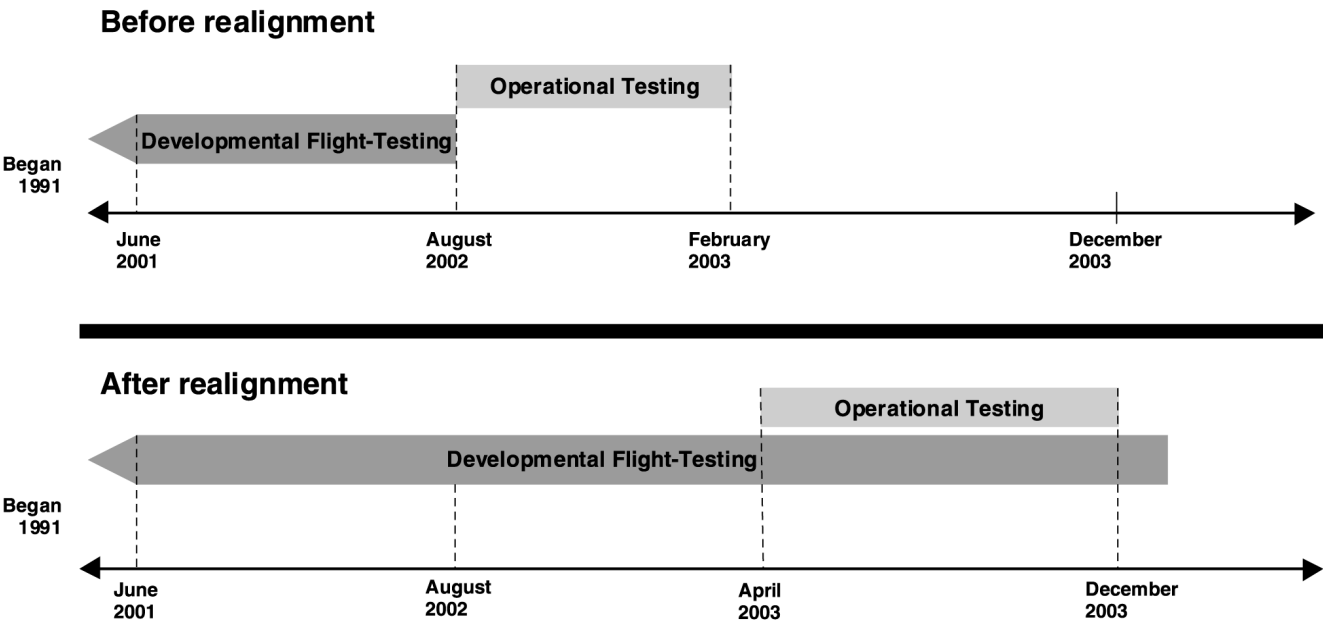 Before realignment
Operational Testing
Developmental Flight-Testing
Began
1991
June
2001
August
2002
February
2003
December
2003
After realignment
Operational Testing
Developmental Flight-Testing
Began
1991
June
2001
August
2002
April
2003
December
2003